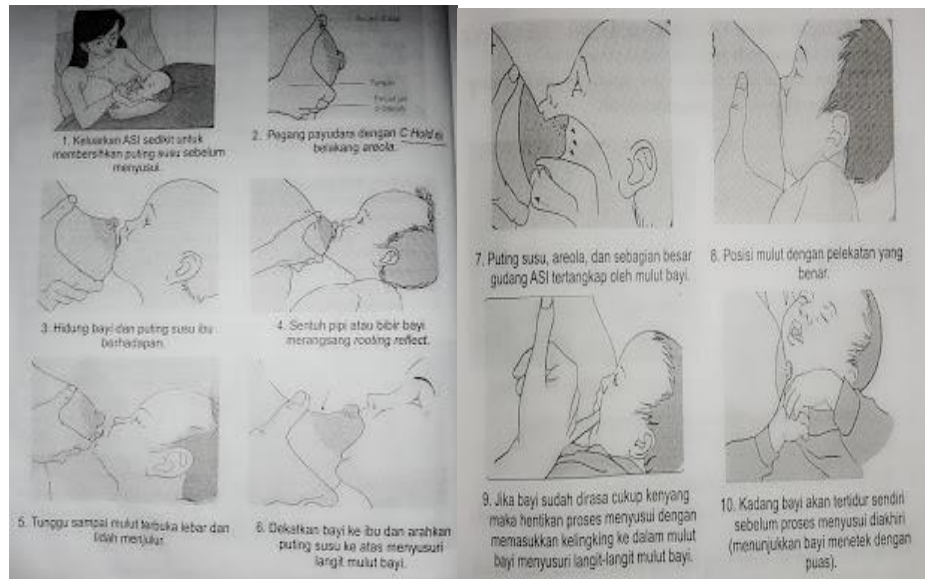 1. Keluarkan ASI sedikit untuk
membersihkan puting susu sebelum
menyusui.
2. Pegang payudara dengan C Hold di
belakang areola.
3. Hidung bayi dan puting susu ibu
berhadapan.
4. Sentuh pipi atau bibir bayi
merangsang rooting reflect.
5. Tunggu sampai mulut terbuka lebar dan
lidah menjulur.
6. Dekatkan bayi ke ibu dan arahkan
puting susu ke atas menyusuri
langit mulut bayi.
7. Puting susu, areola, dan sebagian besar
gudang ASI tertangkap oleh mulut bayi.
8. Posisi mulut dengan pelekatan yang
benar.
9. Jika bayi sudah dirasa cukup kenyang
maka hentikan proses menyusui dengan
memasukkan kelingking ke dalam mulut
bayi menyusuri langit-langit mulut bayi.
10. Kadang bayi akan tertidur sendiri
sebelum proses menyusui diakhiri
(menunjukkan bayi menetek dengan
puas).